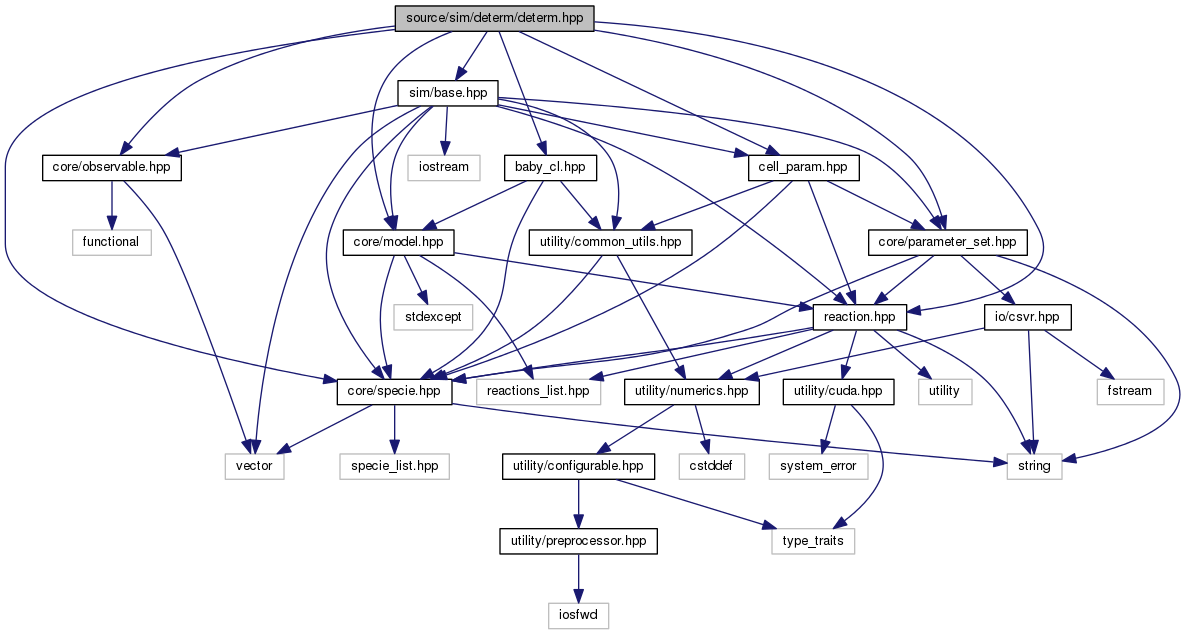 source/sim/determ/determ.hpp
sim/base.hpp
core/observable.hpp
iostream
baby_cl.hpp
cell_param.hpp
functional
core/model.hpp
utility/common_utils.hpp
core/parameter_set.hpp
stdexcept
reaction.hpp
io/csvr.hpp
core/specie.hpp
reactions_list.hpp
utility/numerics.hpp
utility/cuda.hpp
utility
fstream
vector
specie_list.hpp
utility/configurable.hpp
cstddef
system_error
string
utility/preprocessor.hpp
type_traits
iosfwd